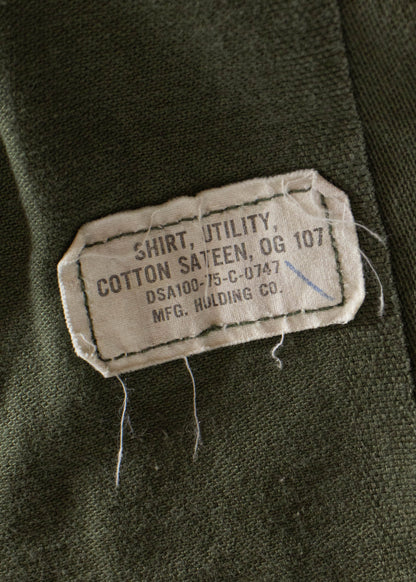 SHIRT, UTILITY,
COTTON SATEEN, OG 107
DSA100-75-C-0747
MFG. HOLDING CO.